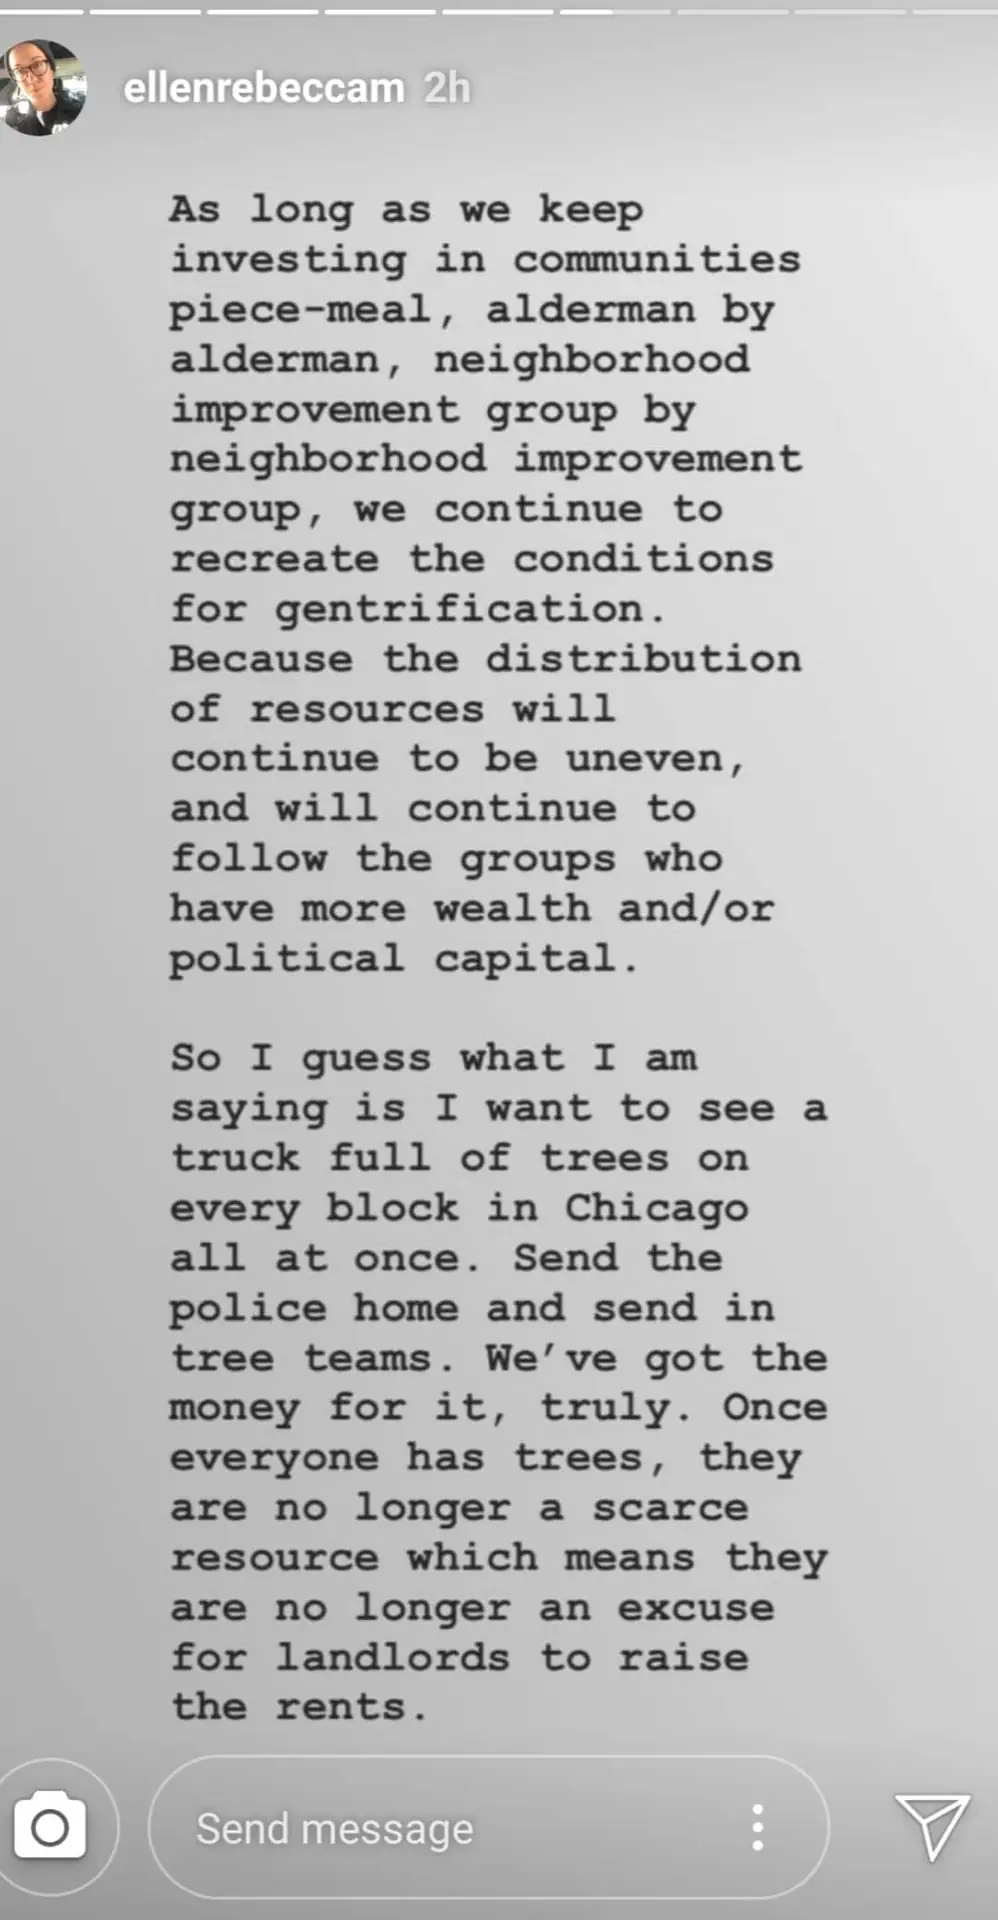 ellenrebeccam 2h
As long as we keep
investing in communities
piece-meal, alderman by
alderman, neighborhood
improvement group by
neighborhood improvement
group, we continue to
recreate the conditions
for gentrification.
Because the distribution
of resources will
continue to be uneven,
and will continue to
follow the groups who
have more wealth and/or
political capital.
So I guess what I am
saying is I want to see a
truck full of trees on
every block in Chicago
all at once. Send the
police home and send in
tree teams. We've got the
money for it, truly. Once
everyone has trees, they
are no longer a scarce
resource which means they
are no longer an excuse
for landlords to raise
the rents.
Send message